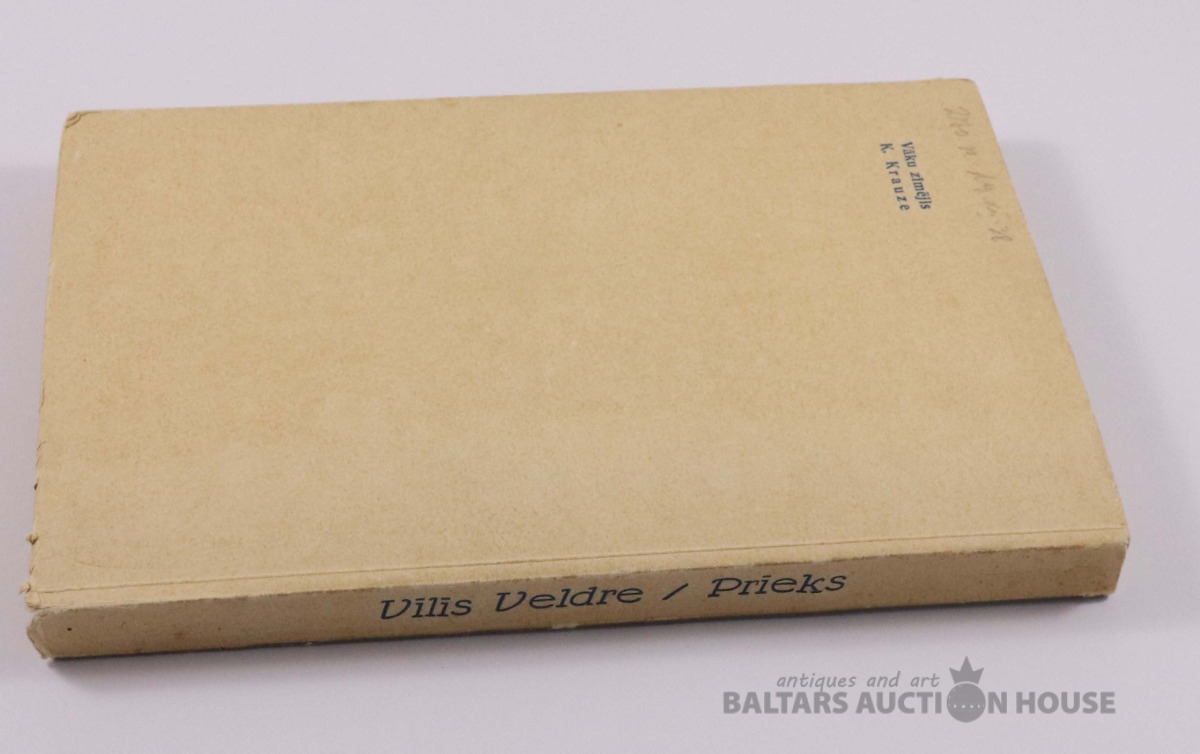 Vāku zīmējis
K. Krauze
Vilis Veldre / Prieks
antiques and art
BALTARS AUCTION HOUSE